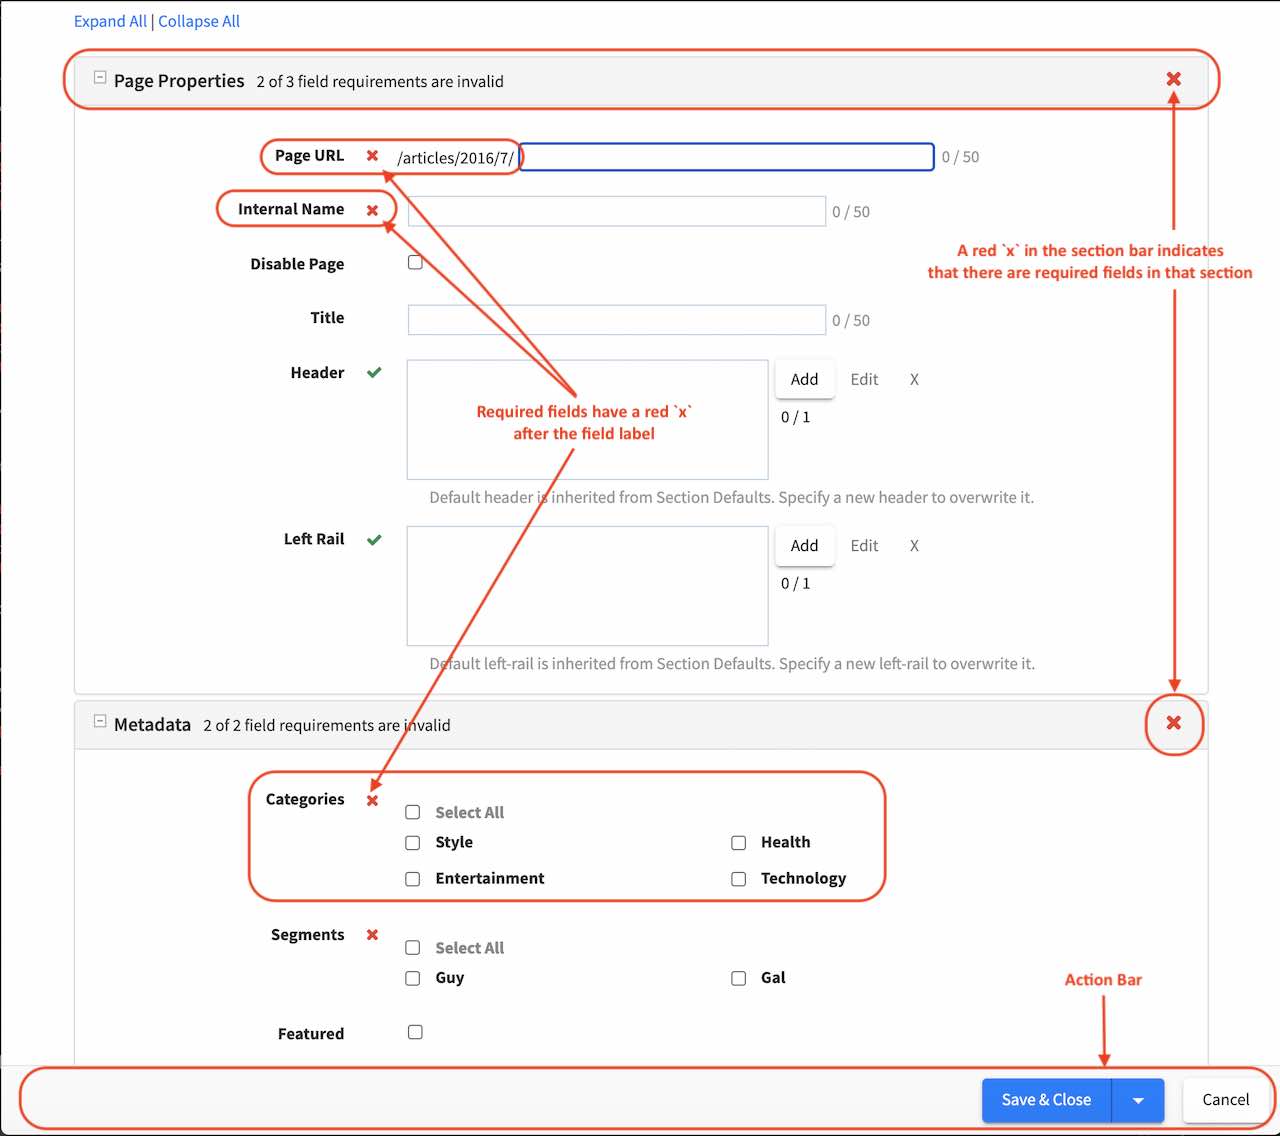 Expand All | Collapse All
Page Properties 2 of 3 field requirements are invalid
Page URL /articles/2016/7/ 0 / 50
Internal Name 0 / 50
A red `x` in the section bar indicates
that there are required fields in that section
Disable Page
Title 0 / 50
Header Add Edit X
0 / 1
Required fields have a red `x`
after the field label
Default header is inherited from Section Defaults. Specify a new header to overwrite it.
Left Rail Add Edit X
0 / 1
Default left-rail is inherited from Section Defaults. Specify a new left-rail to overwrite it.
Metadata 2 of 2 field requirements are invalid
Categories
Select All
Style Health
Entertainment Technology
Segments
Select All
Guy Gal
Action Bar
Featured
Save & Close Cancel